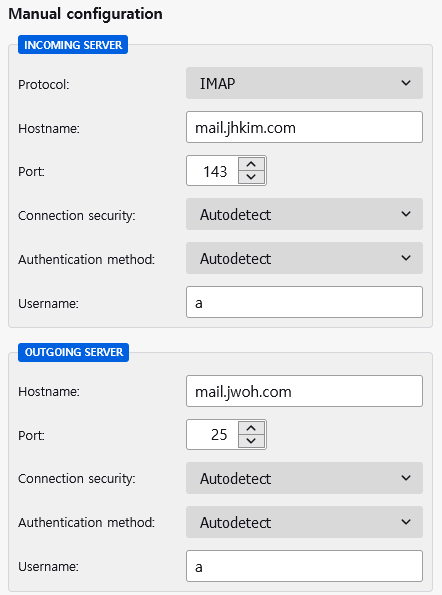 Manual configuration
INCOMING SERVER
Protocol: IMAP
Hostname: mail.jhkim.com
Port: 143
Connection security: Autodetect
Authentication method: Autodetect
Username: a
OUTGOING SERVER
Hostname: mail.jwoh.com
Port: 25
Connection security: Autodetect
Authentication method: Autodetect
Username: a